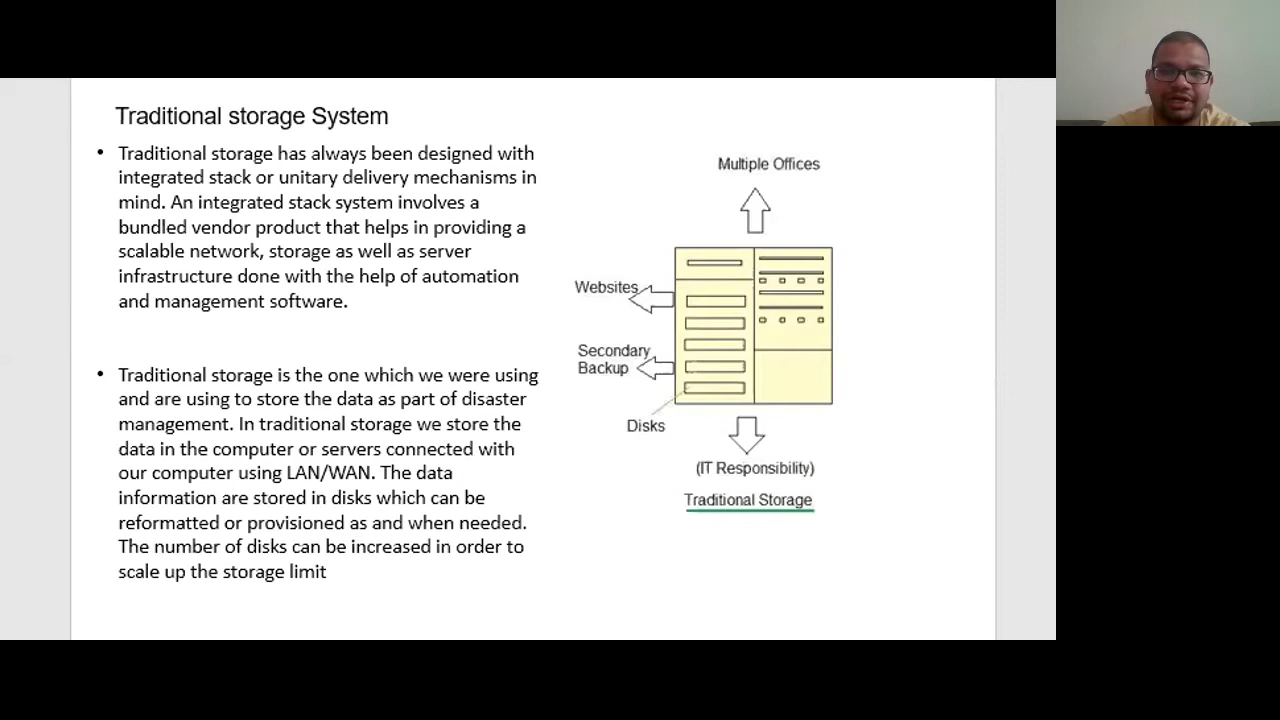 Traditional storage System
• Traditional storage has always been designed with
integrated stack or unitary delivery mechanisms in
mind. An integrated stack system involves a
bundled vendor product that helps in providing a
scalable network, storage as well as server
infrastructure done with the help of automation
and management software.
• Traditional storage is the one which we were using
and are using to store the data as part of disaster
management. In traditional storage we store the
data in the computer or servers connected with
our computer using LAN/WAN. The data
information are stored in disks which can be
reformatted or provisioned as and when needed.
The number of disks can be increased in order to
scale up the storage limit
Multiple Offices
Websites
Secondary
Backup
Disks
(IT Responsibility)
Traditional Storage